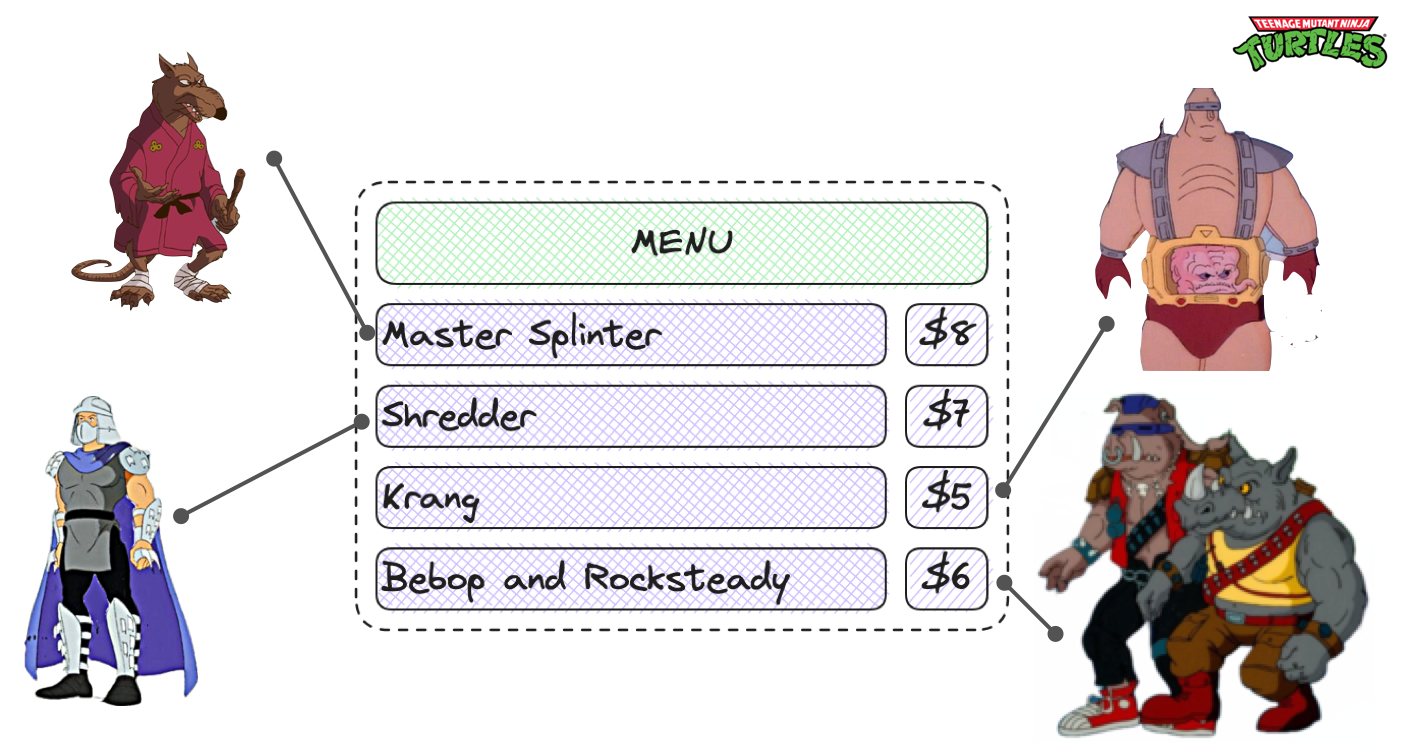 TEENAGE MUTANT NINJA
TURTLES
MENU
Master Splinter $8
Shredder $7
Krang $5
Bebop and Rocksteady $6